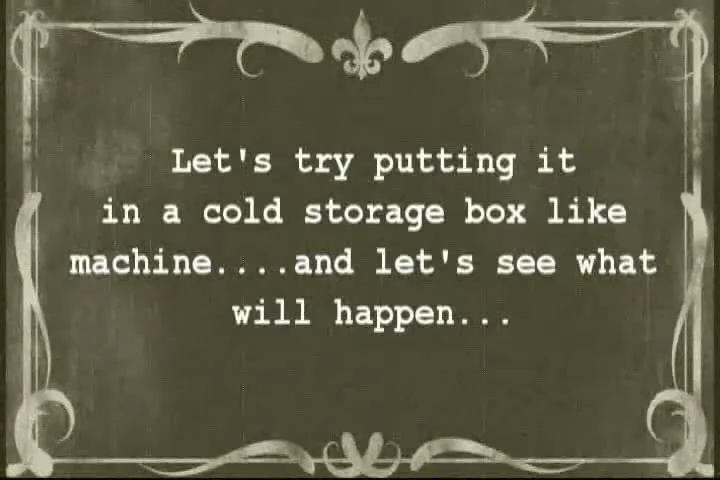 Let's try putting it
in a cold storage box like
machine....and let's see what
will happen...